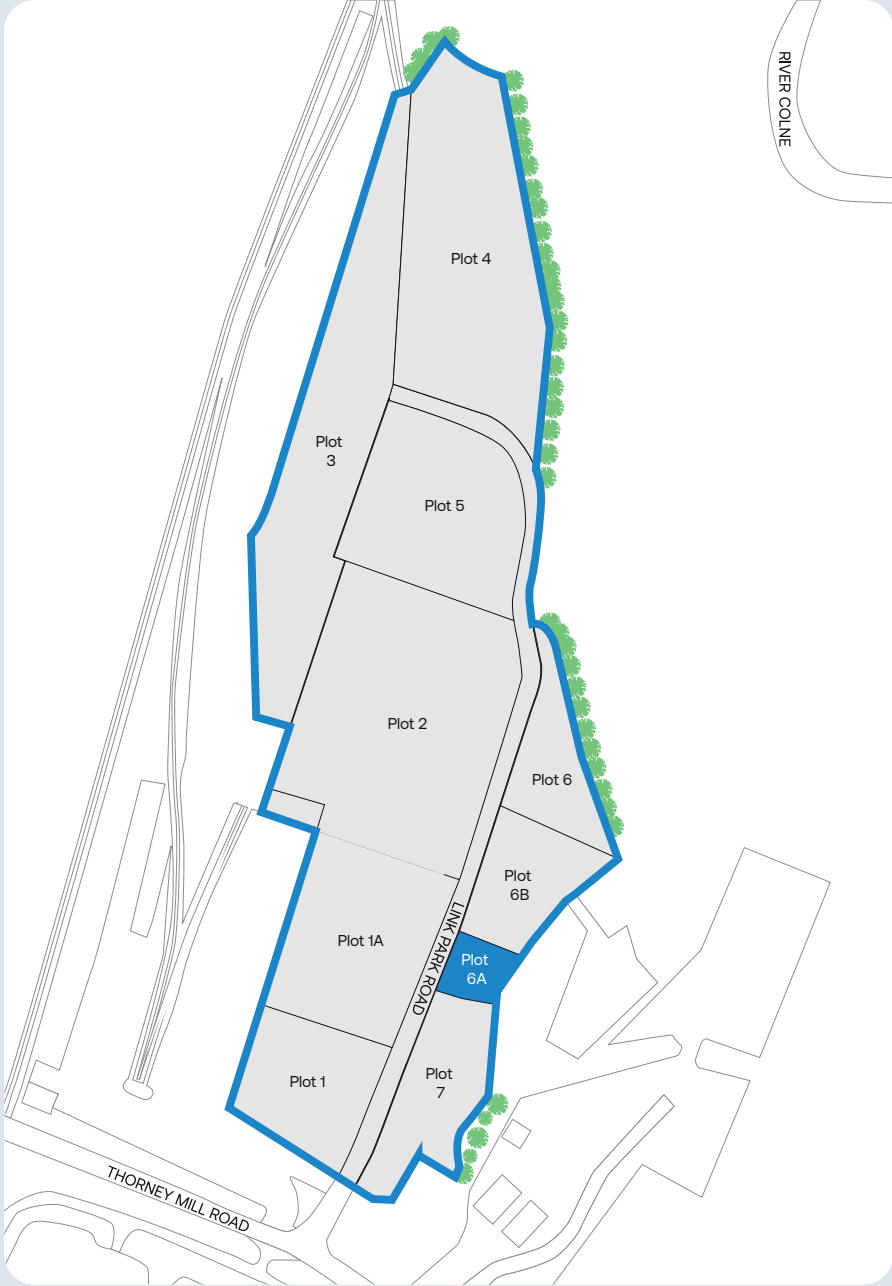 RIVER COLNE
Plot 4
Plot
3
Plot 5
Plot 2
Plot 6
Plot
6B
Plot 1A
LINK PARK ROAD
Plot
6A
Plot 1
Plot
7
THORNEY MILL ROAD